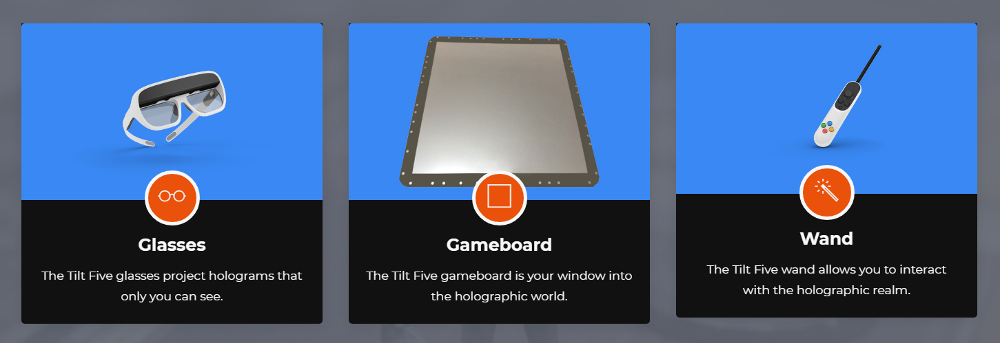 Glasses
The Tilt Five glasses project holograms that
only you can see.
Gameboard
The Tilt Five gameboard is your window into
the holographic world.
Wand
The Tilt Five wand allows you to interact
with the holographic realm.